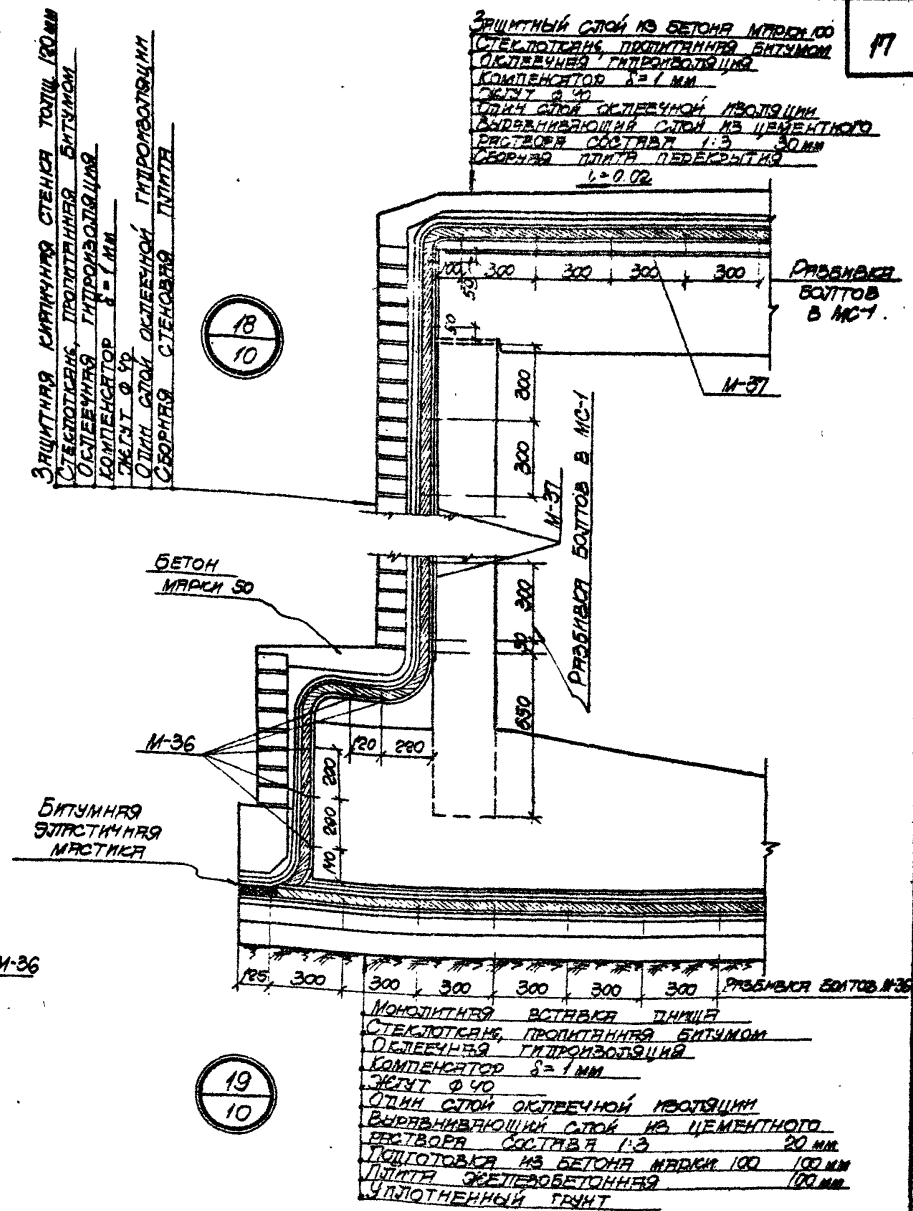 17
ЗАЩИТНЫЙ СЛОЙ ИЗ БЕТОНА МАРКИ 100
СТЕКЛОТКАНЬ ПРОПИТАННАЯ БИТУМОМ
ОКЛЕЕЧНАЯ ГИДРОИЗОЛЯЦИЯ
КОМПЕНСАТОР δ=1 ММ
ЖГУТ Ф 40
ОДИН СЛОЙ ОКЛЕЕЧНОЙ ИЗОЛЯЦИИ
ВЫРАВНИВАЮЩИЙ СЛОЙ ИЗ ЦЕМЕНТНОГО
РАСТВОРА СОСТАВА 1:3 30 ММ
СБОРНАЯ ПЛИТА ПЕРЕКРЫТИЯ
i=0.02
ЗАЩИТНАЯ КИРПИЧНАЯ СТЕНКА ТОЛЩ. 120 ММ
СТЕКЛОТКАНЬ, ПРОПИТАННАЯ БИТУМОМ
ОКЛЕЕЧНАЯ ГИДРОИЗОЛЯЦИЯ
КОМПЕНСАТОР δ=1 ММ
ЖГУТ Ф 40
ОДИН СЛОЙ ОКЛЕЕЧНОЙ ГИДРОИЗОЛЯЦИИ
СБОРНАЯ СТЕНОВАЯ ПЛИТА
18
10
100 300 300 300 300
РАЗБИВКА
БОЛТОВ
В МС-1.
50
50
М-37
300
300
М-37
РАЗБИВКА БОЛТОВ В МС-1
БЕТОН
МАРКИ 50
300
50
650
М-36
120 220
200
200
140
БИТУМНАЯ
ЭЛАСТИЧНАЯ
МАСТИКА
М-36
125 300 300 300 300 300 300 РАЗБИВКА БОЛТОВ М-36
19
10
МОНОЛИТНАЯ ВСТАВКА ДНИЩА
СТЕКЛОТКАНЬ, ПРОПИТАННАЯ БИТУМОМ
ОКЛЕЕЧНАЯ ГИДРОИЗОЛЯЦИЯ
КОМПЕНСАТОР δ=1 ММ
ЖГУТ Ф 40
ОДИН СЛОЙ ОКЛЕЕЧНОЙ ИЗОЛЯЦИИ
ВЫРАВНИВАЮЩИЙ СЛОЙ ИЗ ЦЕМЕНТНОГО
РАСТВОРА СОСТАВА 1:3 20 ММ
ПОДГОТОВКА ИЗ БЕТОНА МАРКИ 100 100 ММ
ПЛИТА ЖЕЛЕЗОБЕТОННАЯ 100 ММ
УПЛОТНЕННЫЙ ГРУНТ